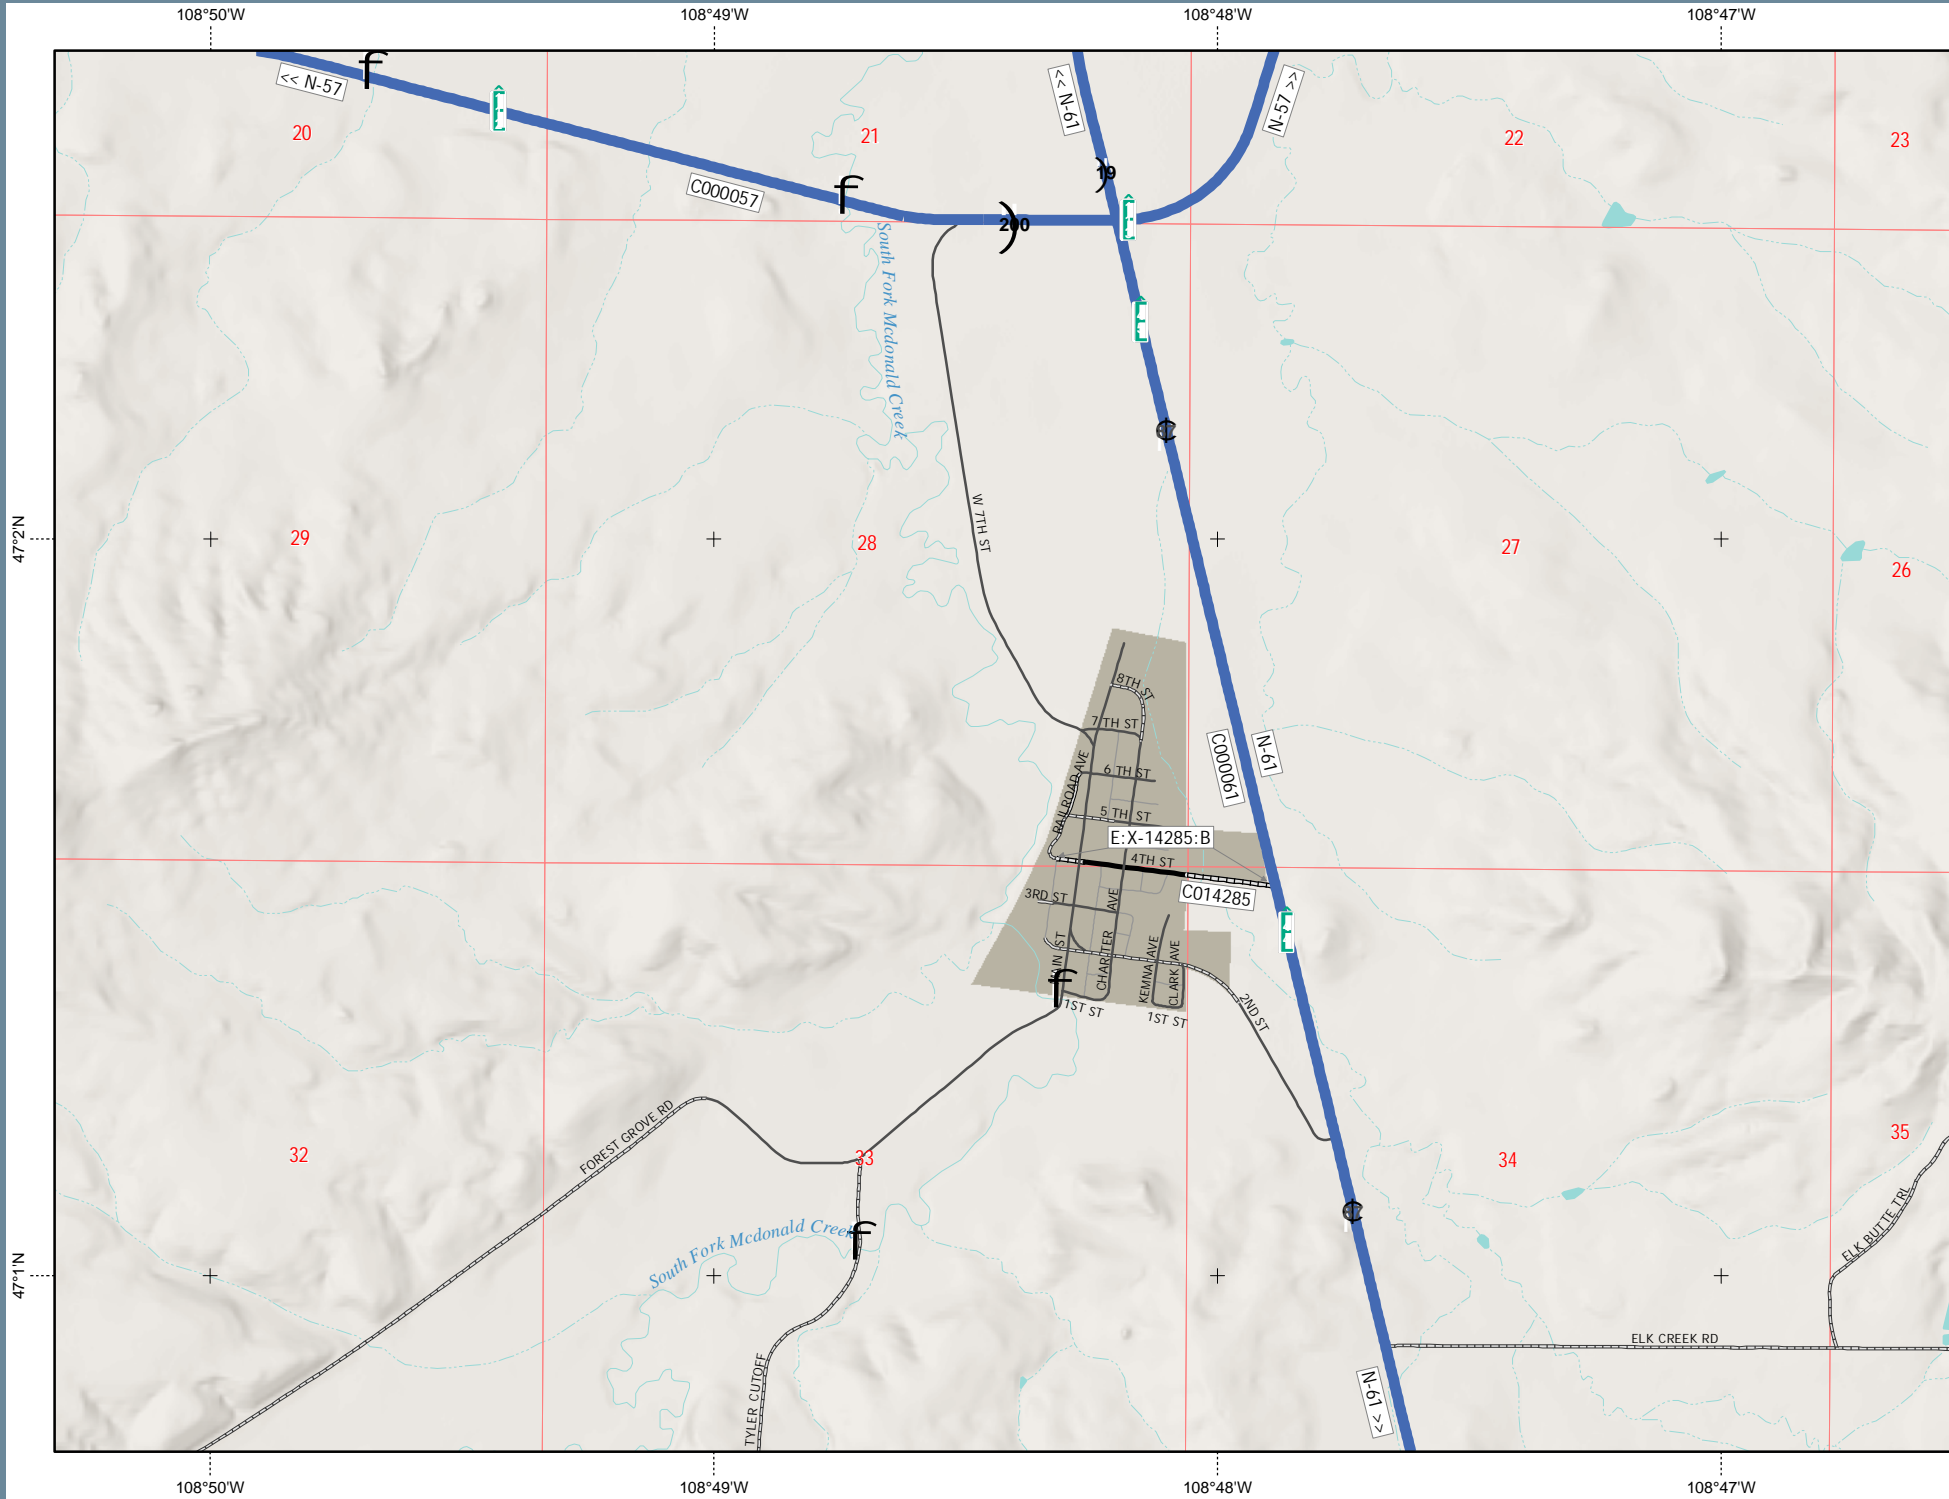 108°50'W
108°49'W
108°48'W
108°47'W
<< N-57
<< N-61
N-57 >>
20
21
22
23
19
C000057
200
South Fork Mcdonald Creek
W 7TH ST
47°2'N
29
28
27
26
8TH ST
7 TH ST
N-61
C000061
RAILROAD AVE
6 TH ST
5 TH ST
E:X-14285:B
4TH ST
C014285
3RD ST
AVE
MAIN ST
CHARTER
KEMNA AVE
CLARK AVE
1ST ST
1ST ST
2ND ST
FOREST GROVE RD
32
33
34
35
South Fork Mcdonald Creek
ELK BUTTE TRL
47°1'N
ELK CREEK RD
TYLER CUTOFF
N-61 >>
108°50'W
108°49'W
108°48'W
108°47'W